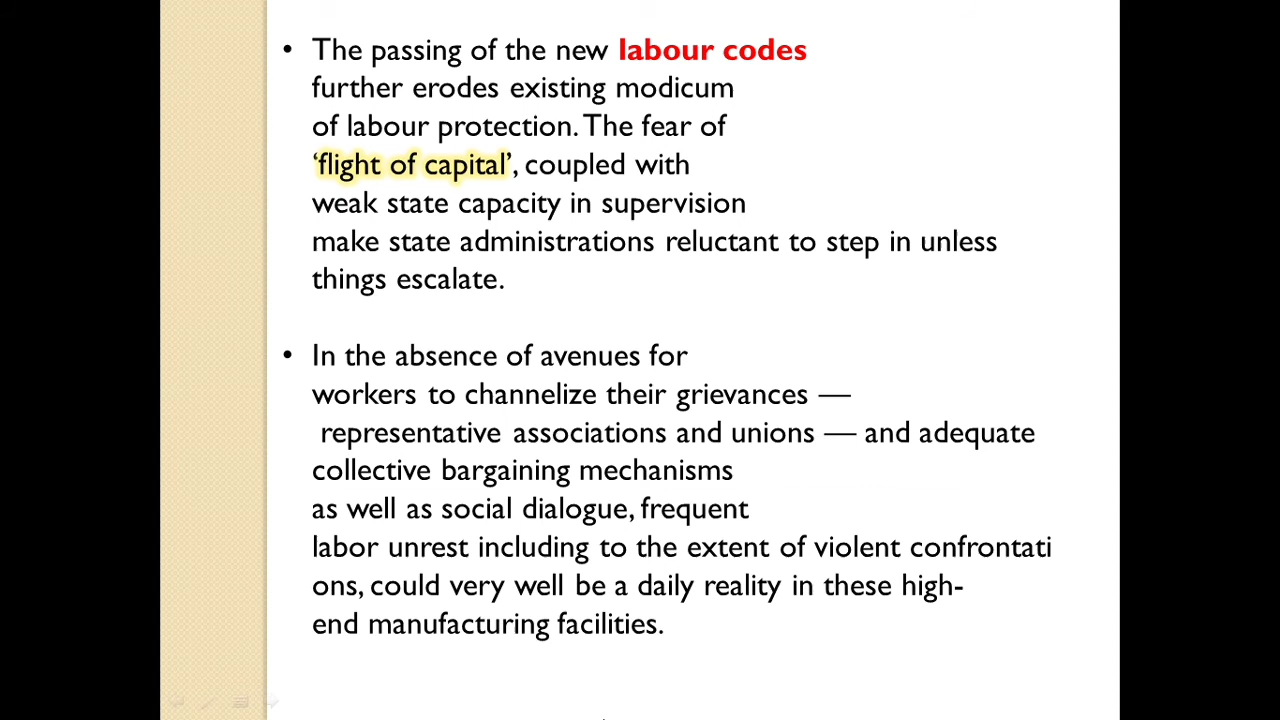 • The passing of the new labour codes
further erodes existing modicum
of labour protection. The fear of
‘flight of capital’, coupled with
weak state capacity in supervision
make state administrations reluctant to step in unless
things escalate.
• In the absence of avenues for
workers to channelize their grievances —
representative associations and unions — and adequate
collective bargaining mechanisms
as well as social dialogue, frequent
labor unrest including to the extent of violent confrontati
ons, could very well be a daily reality in these high-
end manufacturing facilities.